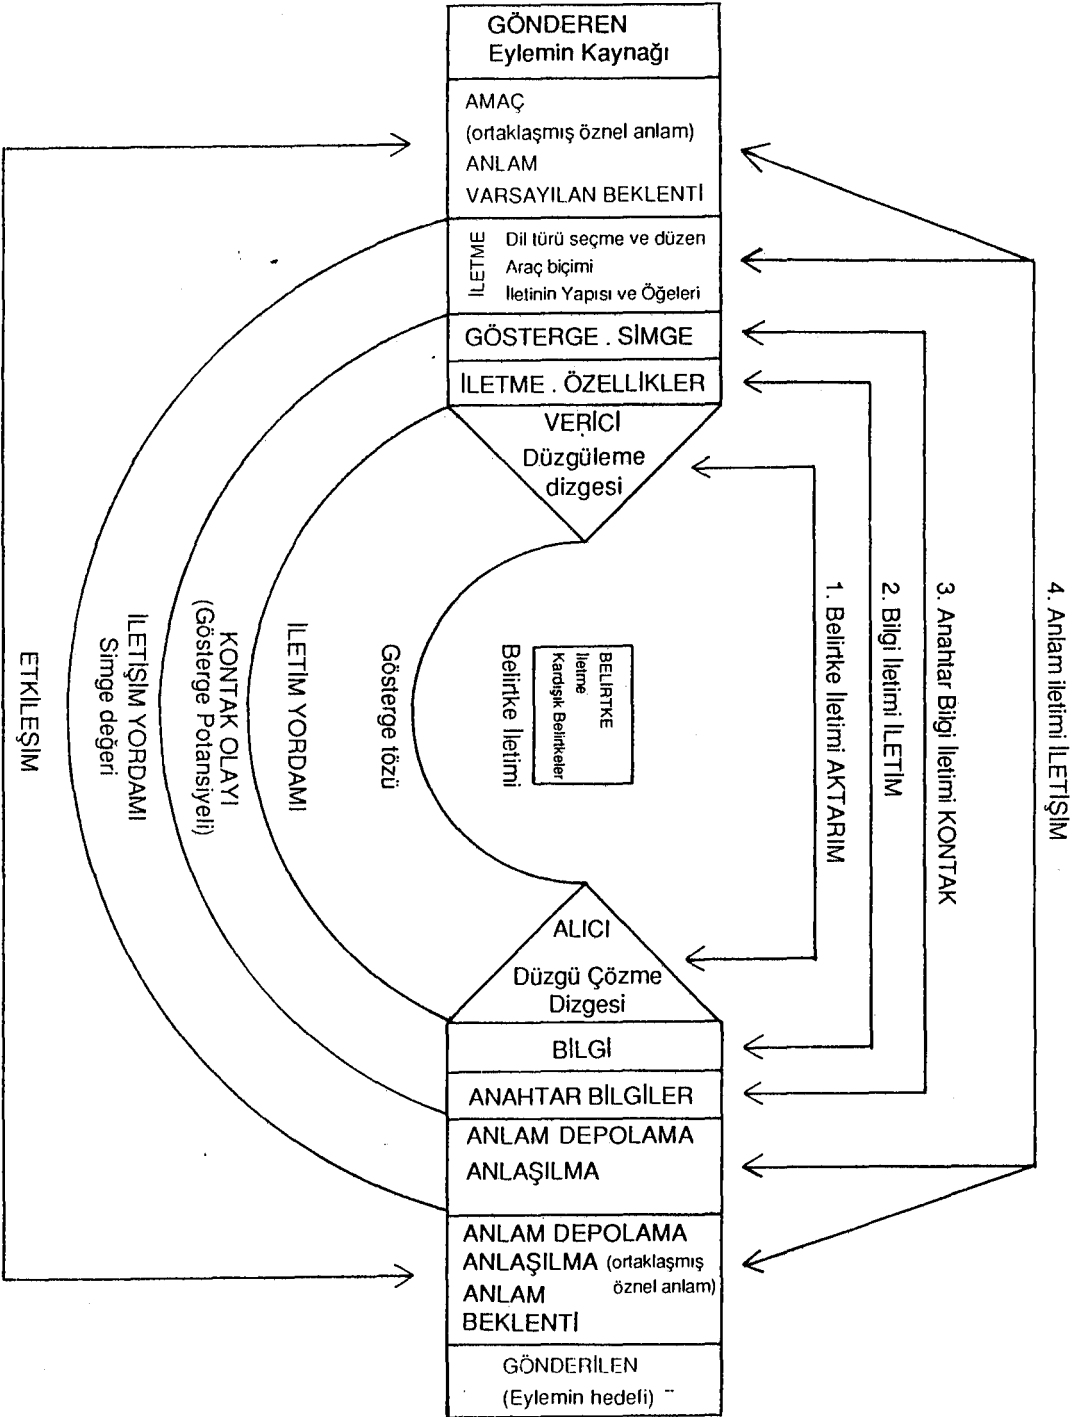 GÖNDEREN
Eylemin Kaynağı
AMAÇ
(ortaklaşmış öznel anlam)
ANLAM
VARSAYILAN BEKLENTİ
İLETME
Dil türü seçme ve düzen
Araç biçimi
İletinin Yapısı ve Öğeleri
GÖSTERGE . SİMGE
İLETME . ÖZELLİKLER
VERİCİ
Düzgüleme
dizgesi
4. Anlam iletimi İLETİŞİM
3. Anahtar Bilgi İletimi KONTAK
2. Bilgi İletimi İLETİM
1. Belirtke İletimi AKTARIM
BELİRTKE
İletme
Kardışık Belirtkeler
Belirtke İletimi
Gösterge tözü
İLETİM YORDAMI
KONTAK OLAYI
(Gösterge Potansiyeli)
İLETİŞİM YORDAMI
Simge değeri
ETKİLEŞİM
ALICI
Düzgü Çözme
Dizgesi
BİLGİ
ANAHTAR BİLGİLER
ANLAM DEPOLAMA
ANLAŞILMA
ANLAM DEPOLAMA
ANLAŞILMA (ortaklaşmış
öznel anlam)
ANLAM
BEKLENTİ
GÖNDERİLEN
(Eylemin hedefi)